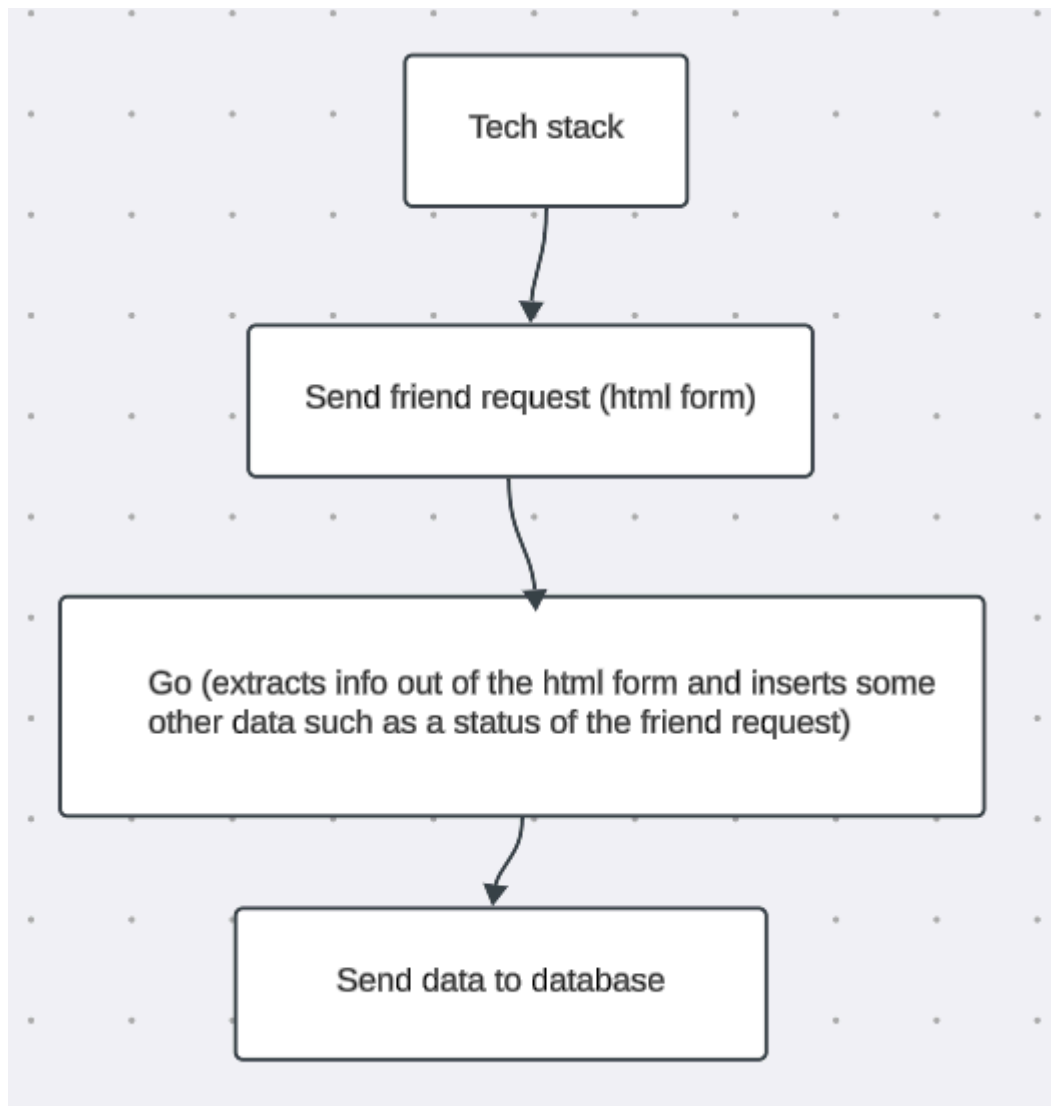 Tech stack
Send friend request (html form)
Go (extracts info out of the html form and inserts some
other data such as a status of the friend request)
Send data to database